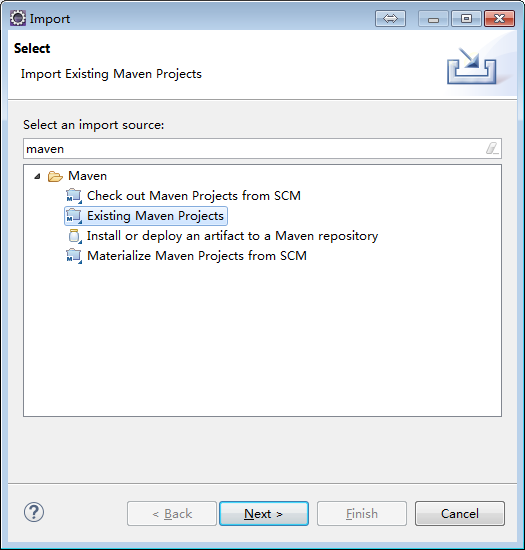 Import
Select
Import Existing Maven Projects
Select an import source:
maven
Maven
Check out Maven Projects from SCM
Existing Maven Projects
Install or deploy an artifact to a Maven repository
Materialize Maven Projects from SCM
? < Back Next > Finish Cancel